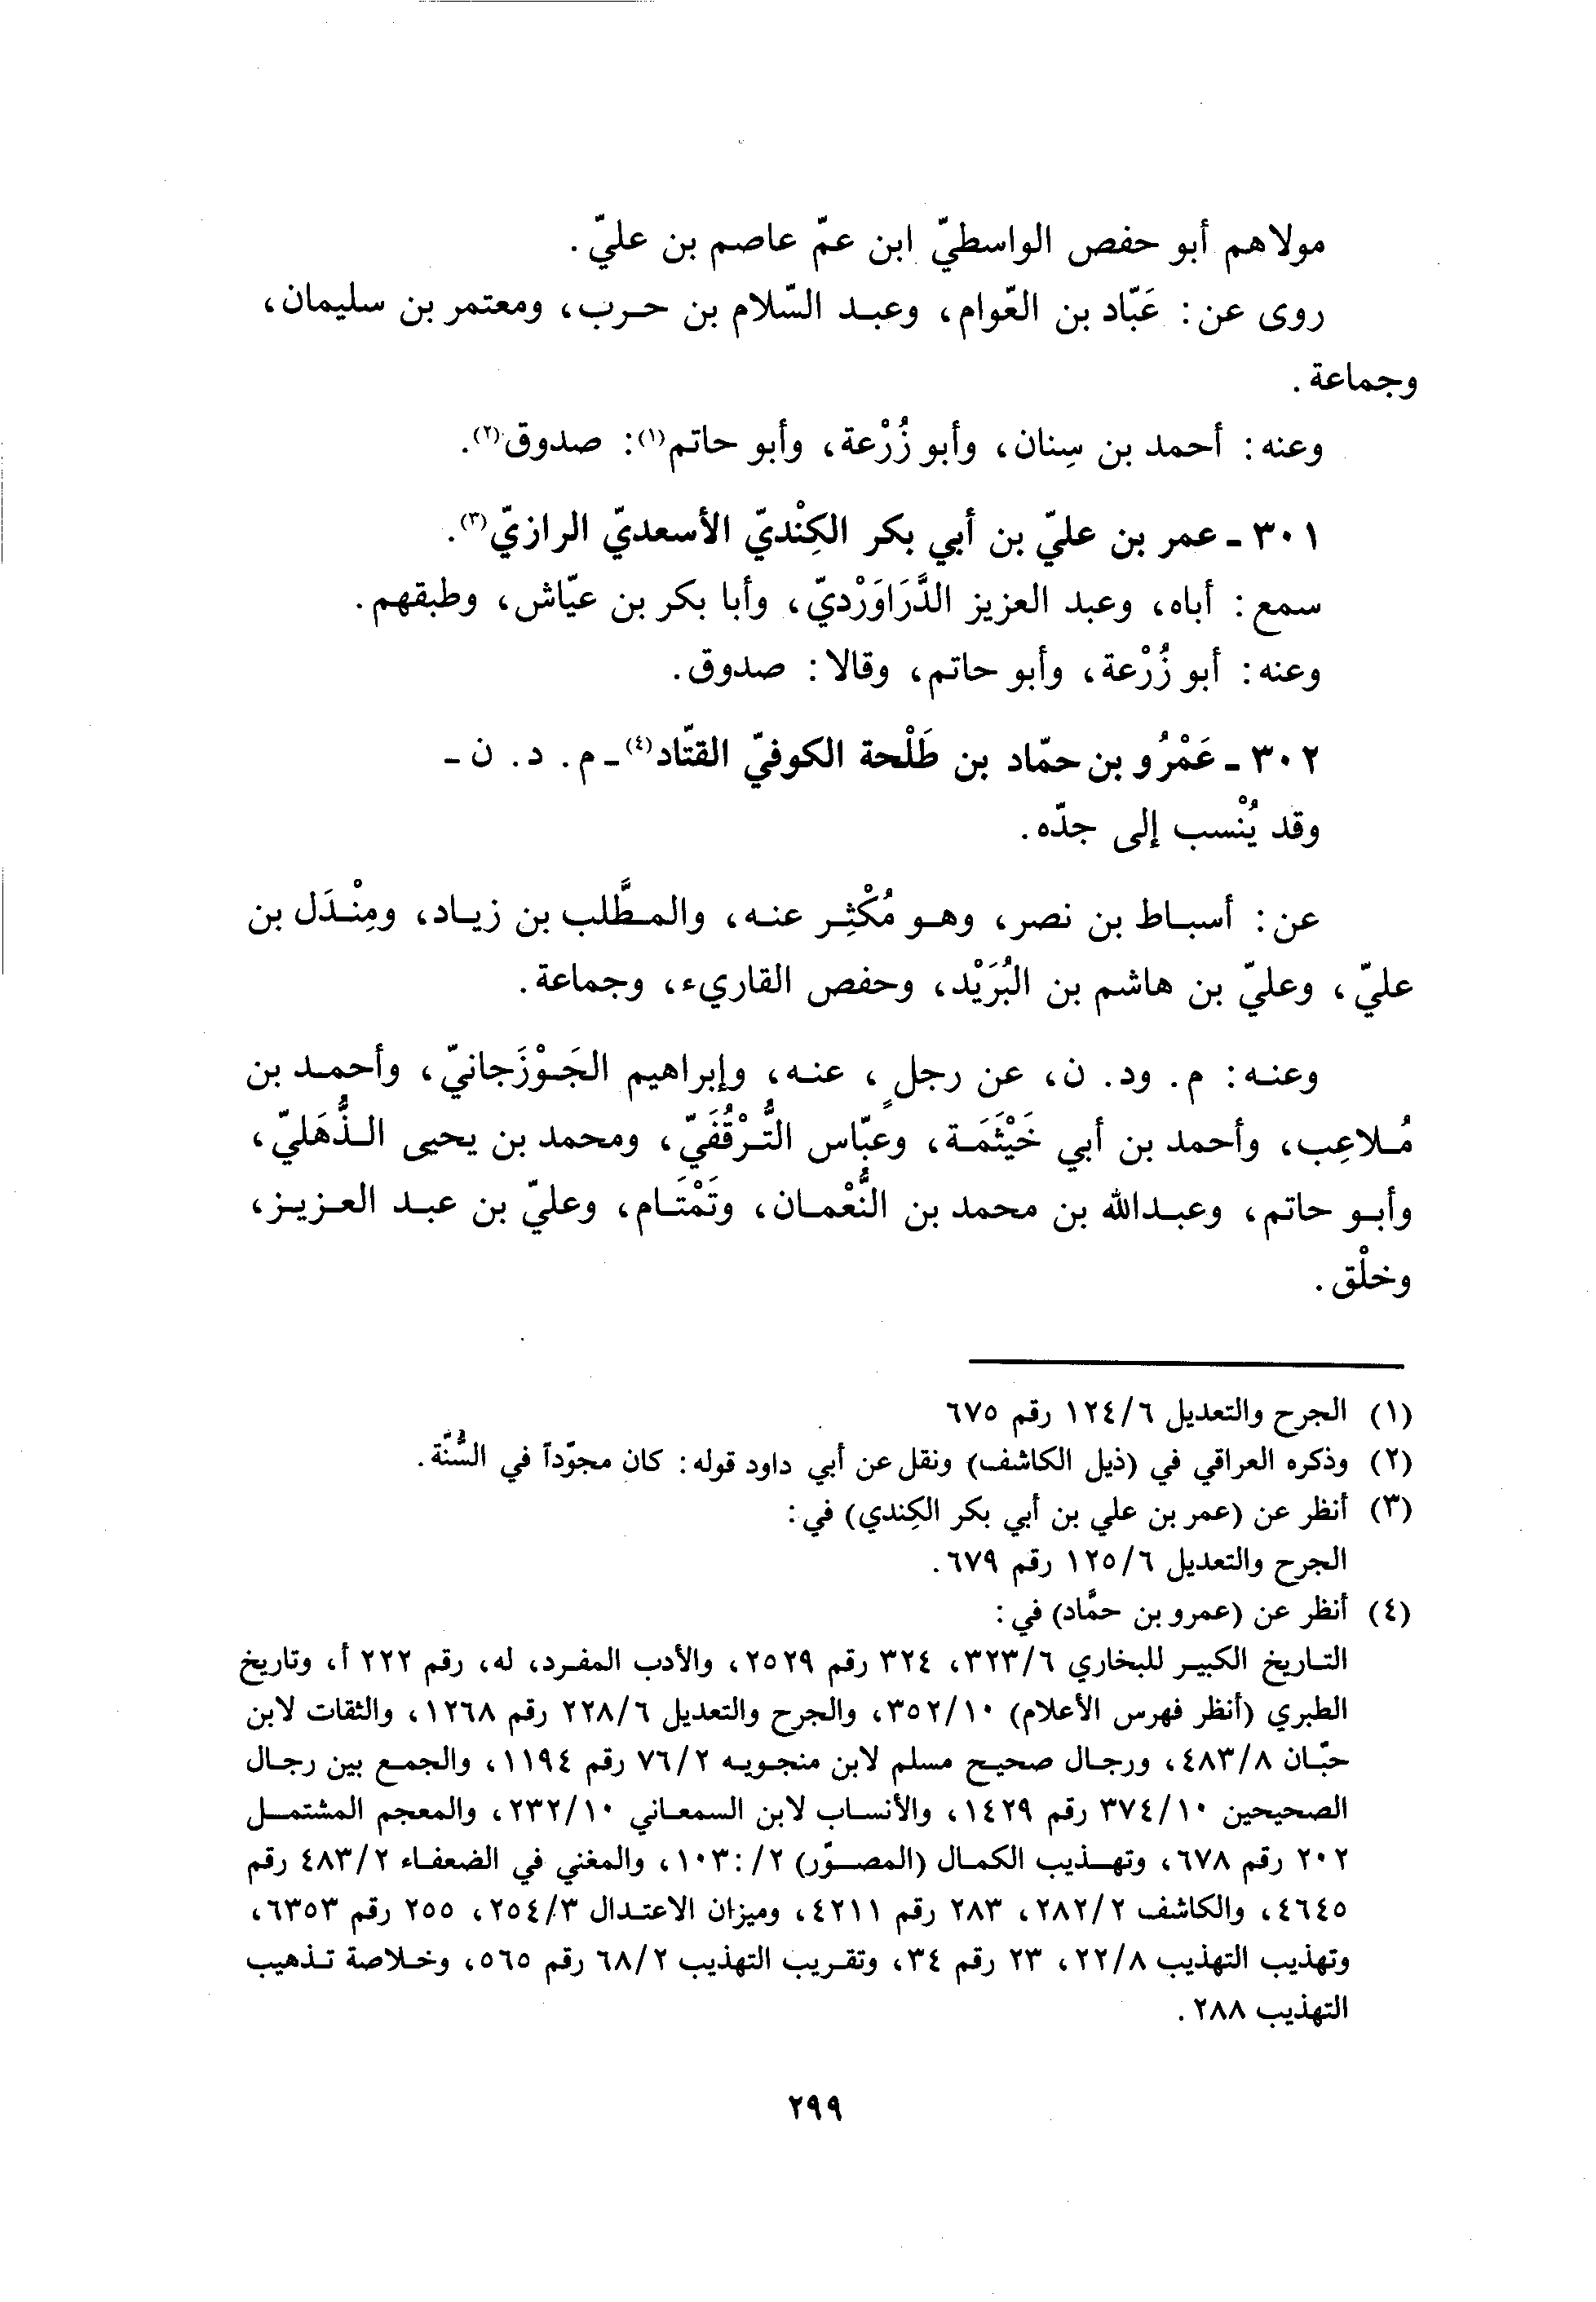 مولاهم أبو حفص الواسطيّ ابن عمّ عاصم بن عليّ.
روى عن: عَبّاد بن العّوام، وعبد السّلام بن حرب، ومعتمر بن سليمان،
وجماعة.
وعنه: أحمد بن سِنان، وأبو زُرْعة، وأبو حاتم(١): صدوق(٢).
٣٠١ - عمر بن عليّ بن أبي بكر الكِنْديّ الأسعديّ الرازيّ(٣).
سمع: أباه، وعبد العزيز الدَّرَاوَرْديّ، وأبا بكر بن عيّاش، وطبقهم.
وعنه: أبو زُرْعة، وأبو حاتم، وقالا: صدوق.
٣٠٢ - عَمْرُو بن حمّاد بن طَلْحة الكوفيّ القتّاد(٤) - م. د. ن -
وقد يُنْسب إلى جدّه.
عن: أسباط بن نصر، وهو مُكْثِر عنه، والمطَّلب بن زياد، ومِنْدَل بن
عليّ، وعليّ بن هاشم بن البُرَيْد، وحفص القاريء، وجماعة.
وعنه: م. ود. ن، عن رجلٍ، عنه، وإبراهيم الجَوْزَجانيّ، وأحمد بن
مُلاعِب، وأحمد بن أبي خَيْثَمَة، وعبّاس التُّرْقُفَيّ، ومحمد بن يحيى الذُّهَليّ،
وأبو حاتم، وعبدالله بن محمد بن النُّعْمان، وتَمْتَام، وعليّ بن عبد العزيز،
وخلْق.
(١) الجرح والتعديل ١٢٤/٦ رقم ٦٧٥
(٢) وذكره العراقي في (ذيل الكاشف) ونقل عن أبي داود قوله: كان مجوّداً في السُّنّة.
(٣) أنظر عن (عمر بن علي بن أبي بكر الكِندي) في:
الجرح والتعديل ١٢٥/٦ رقم ٦٧٩.
(٤) أنظر عن (عمرو بن حمَّاد) في:
التاريخ الكبير للبخاري ٣٢٣/٦، ٣٢٤ رقم ٢٥٢٩، والأدب المفرد، له، رقم ٢٢٢ أ، وتاريخ
الطبري (أنظر فهرس الأعلام) ٣٥٢/١٠، والجرح والتعديل ٢٢٨/٦ رقم ١٢٦٨، والثقات لابن
حبّان ٤٨٣/٨، ورجال صحيح مسلم لابن منجويه ٧٦/٢ رقم ١١٩٤، والجمع بين رجال
الصحيحين ٣٧٤/١٠ رقم ١٤٢٩، والأنساب لابن السمعاني ٢٣٢/١٠، والمعجم المشتمل
٢٠٢ رقم ٦٧٨، وتهذيب الكمال (المصوّر) ٢/ :١٠٣، والمغني في الضعفاء ٤٨٣/٢ رقم
٤٦٤٥، والكاشف ٢٨٢/٢، ٢٨٣ رقم ٤٢١١، وميزان الاعتدال ٢٥٤/٣، ٢٥٥ رقم ٦٣٥٣،
وتهذيب التهذيب ٢٢/٨، ٢٣ رقم ٣٤، وتقريب التهذيب ٦٨/٢ رقم ٥٦٥، وخلاصة تذهيب
التهذيب ٢٨٨.
٢٩٩